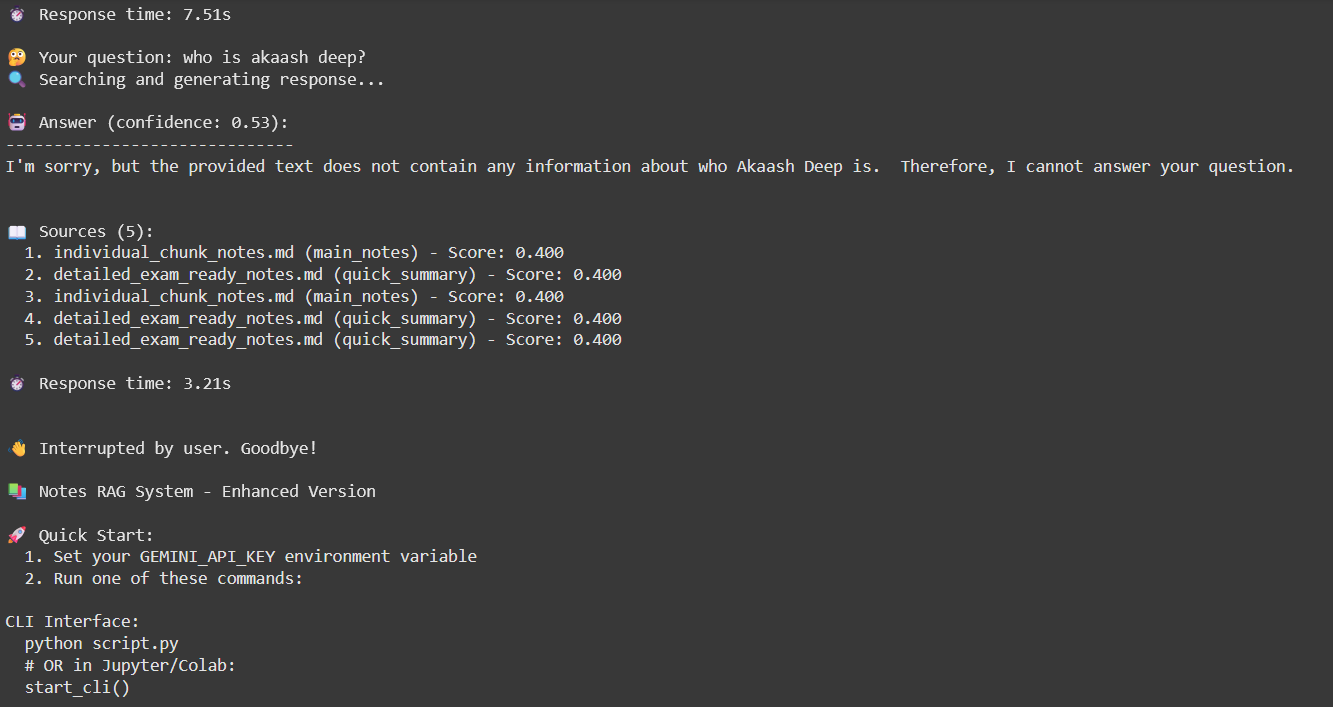 ⏰ Response time: 7.51s
🤔 Your question: who is akaash deep?
🔍 Searching and generating response...
🤖 Answer (confidence: 0.53):
------------------------------
I'm sorry, but the provided text does not contain any information about who Akaash Deep is.  Therefore, I cannot answer your question.
📖 Sources (5):
1. individual_chunk_notes.md (main_notes) - Score: 0.400
2. detailed_exam_ready_notes.md (quick_summary) - Score: 0.400
3. individual_chunk_notes.md (main_notes) - Score: 0.400
4. detailed_exam_ready_notes.md (quick_summary) - Score: 0.400
5. detailed_exam_ready_notes.md (quick_summary) - Score: 0.400
⏰ Response time: 3.21s
👋 Interrupted by user. Goodbye!
📚 Notes RAG System - Enhanced Version
🚀 Quick Start:
1. Set your GEMINI_API_KEY environment variable
2. Run one of these commands:
CLI Interface:
python script.py
# OR in Jupyter/Colab:
start_cli()